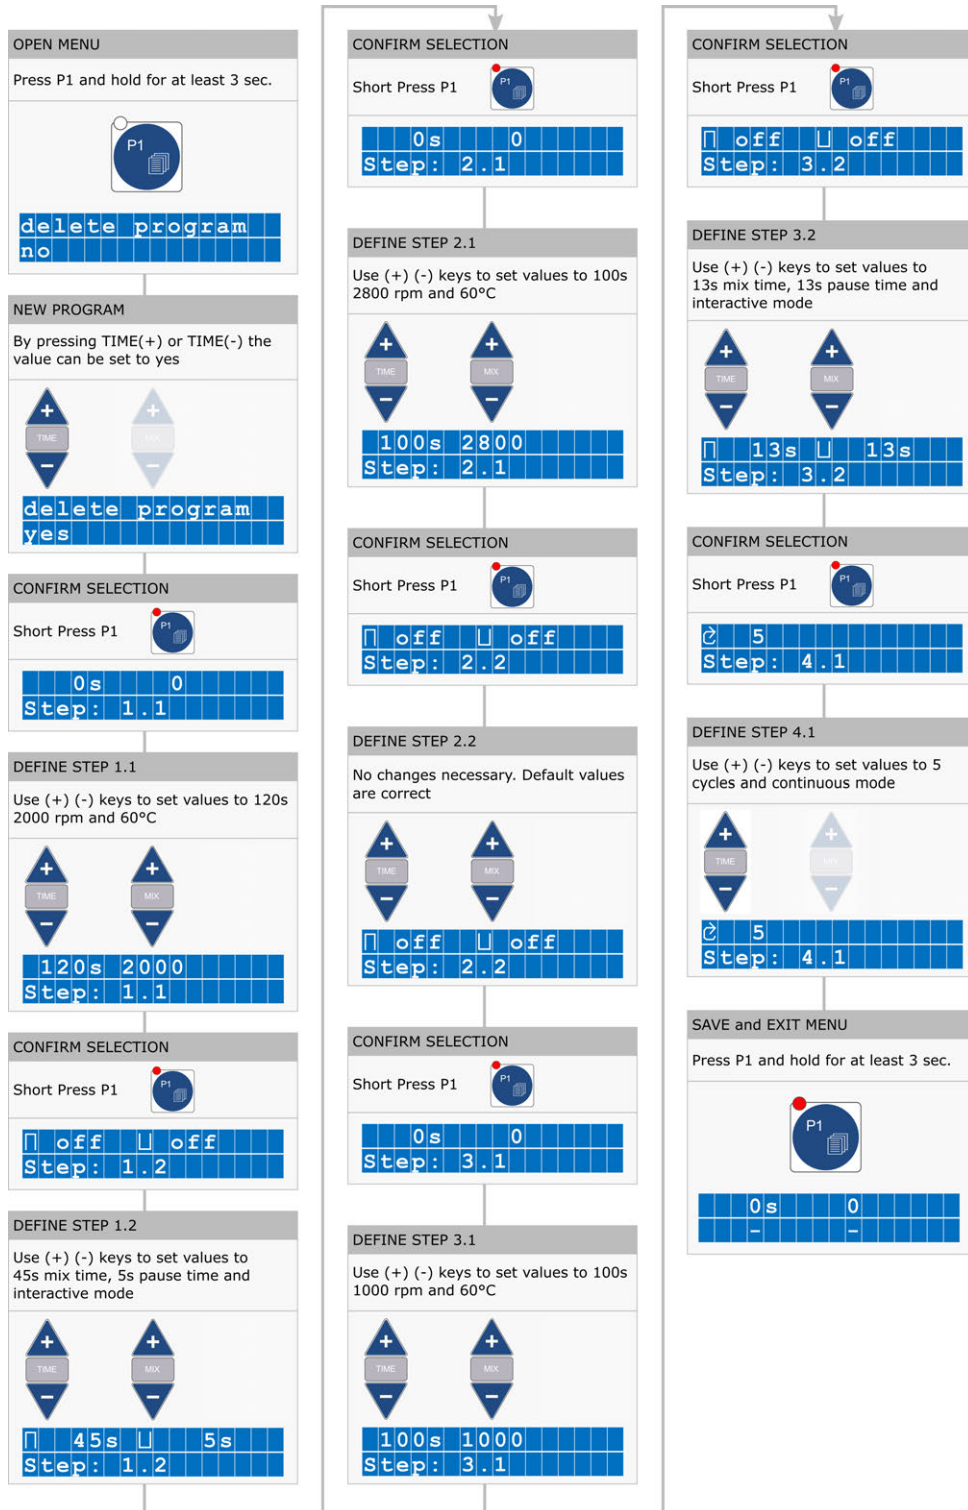 OPEN MENU
Press P1 and hold for at least 3 sec.
P1
delete program
no
NEW PROGRAM
By pressing TIME(+) or TIME(-) the
value can be set to yes
+ +
TIME MIX
− −
delete program
yes
CONFIRM SELECTION
Short Press P1
P1
0s 0
Step: 1.1
DEFINE STEP 1.1
Use (+) (-) keys to set values to 120s
2000 rpm and 60°C
+ +
TIME MIX
− −
120s 2000
Step: 1.1
CONFIRM SELECTION
Short Press P1
P1
∏ off ∐ off
Step: 1.2
DEFINE STEP 1.2
Use (+) (-) keys to set values to
45s mix time, 5s pause time and
interactive mode
+ +
TIME MIX
− −
∏ 45s ∐ 5s
Step: 1.2
CONFIRM SELECTION
Short Press P1
P1
0s 0
Step: 2.1
DEFINE STEP 2.1
Use (+) (-) keys to set values to 100s
2800 rpm and 60°C
+ +
TIME MIX
− −
100s 2800
Step: 2.1
CONFIRM SELECTION
Short Press P1
P1
∏ off ∐ off
Step: 2.2
DEFINE STEP 2.2
No changes necessary. Default values
are correct
+ +
TIME MIX
− −
∏ off ∐ off
Step: 2.2
CONFIRM SELECTION
Short Press P1
P1
0s 0
Step: 3.1
DEFINE STEP 3.1
Use (+) (-) keys to set values to 100s
1000 rpm and 60°C
+ +
TIME MIX
− −
100s 1000
Step: 3.1
CONFIRM SELECTION
Short Press P1
P1
∏ off ∐ off
Step: 3.2
DEFINE STEP 3.2
Use (+) (-) keys to set values to
13s mix time, 13s pause time and
interactive mode
+ +
TIME MIX
− −
∏ 13s ∐ 13s
Step: 3.2
CONFIRM SELECTION
Short Press P1
P1
5
Step: 4.1
DEFINE STEP 4.1
Use (+) (-) keys to set values to 5
cycles and continuous mode
+ +
TIME MIX
− −
5
Step: 4.1
SAVE and EXIT MENU
Press P1 and hold for at least 3 sec.
P1
0s 0
– –